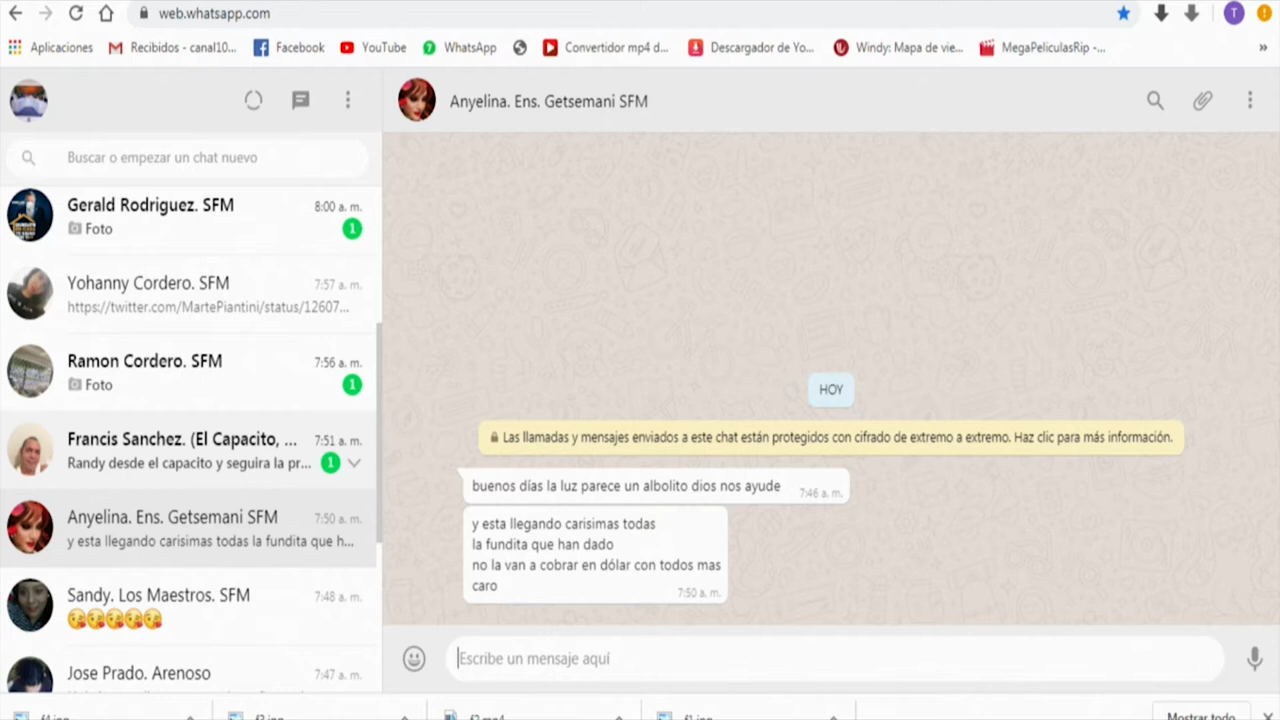 web.whatsapp.com
T
Aplicaciones
Recibidos - canal10...
Facebook
YouTube
WhatsApp
Convertidor mp4 d...
Descargador de Yo...
Windy: Mapa de vie...
MegaPeliculasRip -...
»
Anyelina. Ens. Getsemani SFM
Buscar o empezar un chat nuevo
Gerald Rodriguez. SFM
8:00 a. m.
Foto
1
Yohanny Cordero. SFM
7:57 a. m.
https://twitter.com/MartePiantini/status/12607...
Ramon Cordero. SFM
7:56 a. m.
Foto
1
Francis Sanchez. (El Capacito, ...
7:51 a. m.
Randy desde el capacito y seguira la pr...
1
Anyelina. Ens. Getsemani SFM
7:50 a. m.
y esta llegando carisimas todas la fundita que h...
Sandy. Los Maestros. SFM
7:48 a. m.
😘😘😘😘😘
Jose Prado. Arenoso
7:47 a. m.
HOY
Las llamadas y mensajes enviados a este chat están protegidos con cifrado de extremo a extremo. Haz clic para más información.
buenos días la luz parece un albolito dios nos ayude
7:46 a. m.
y esta llegando carisimas todas
la fundita que han dado
no la van a cobrar en dólar con todos mas
caro
7:50 a. m.
Escribe un mensaje aquí
Mostrar todo